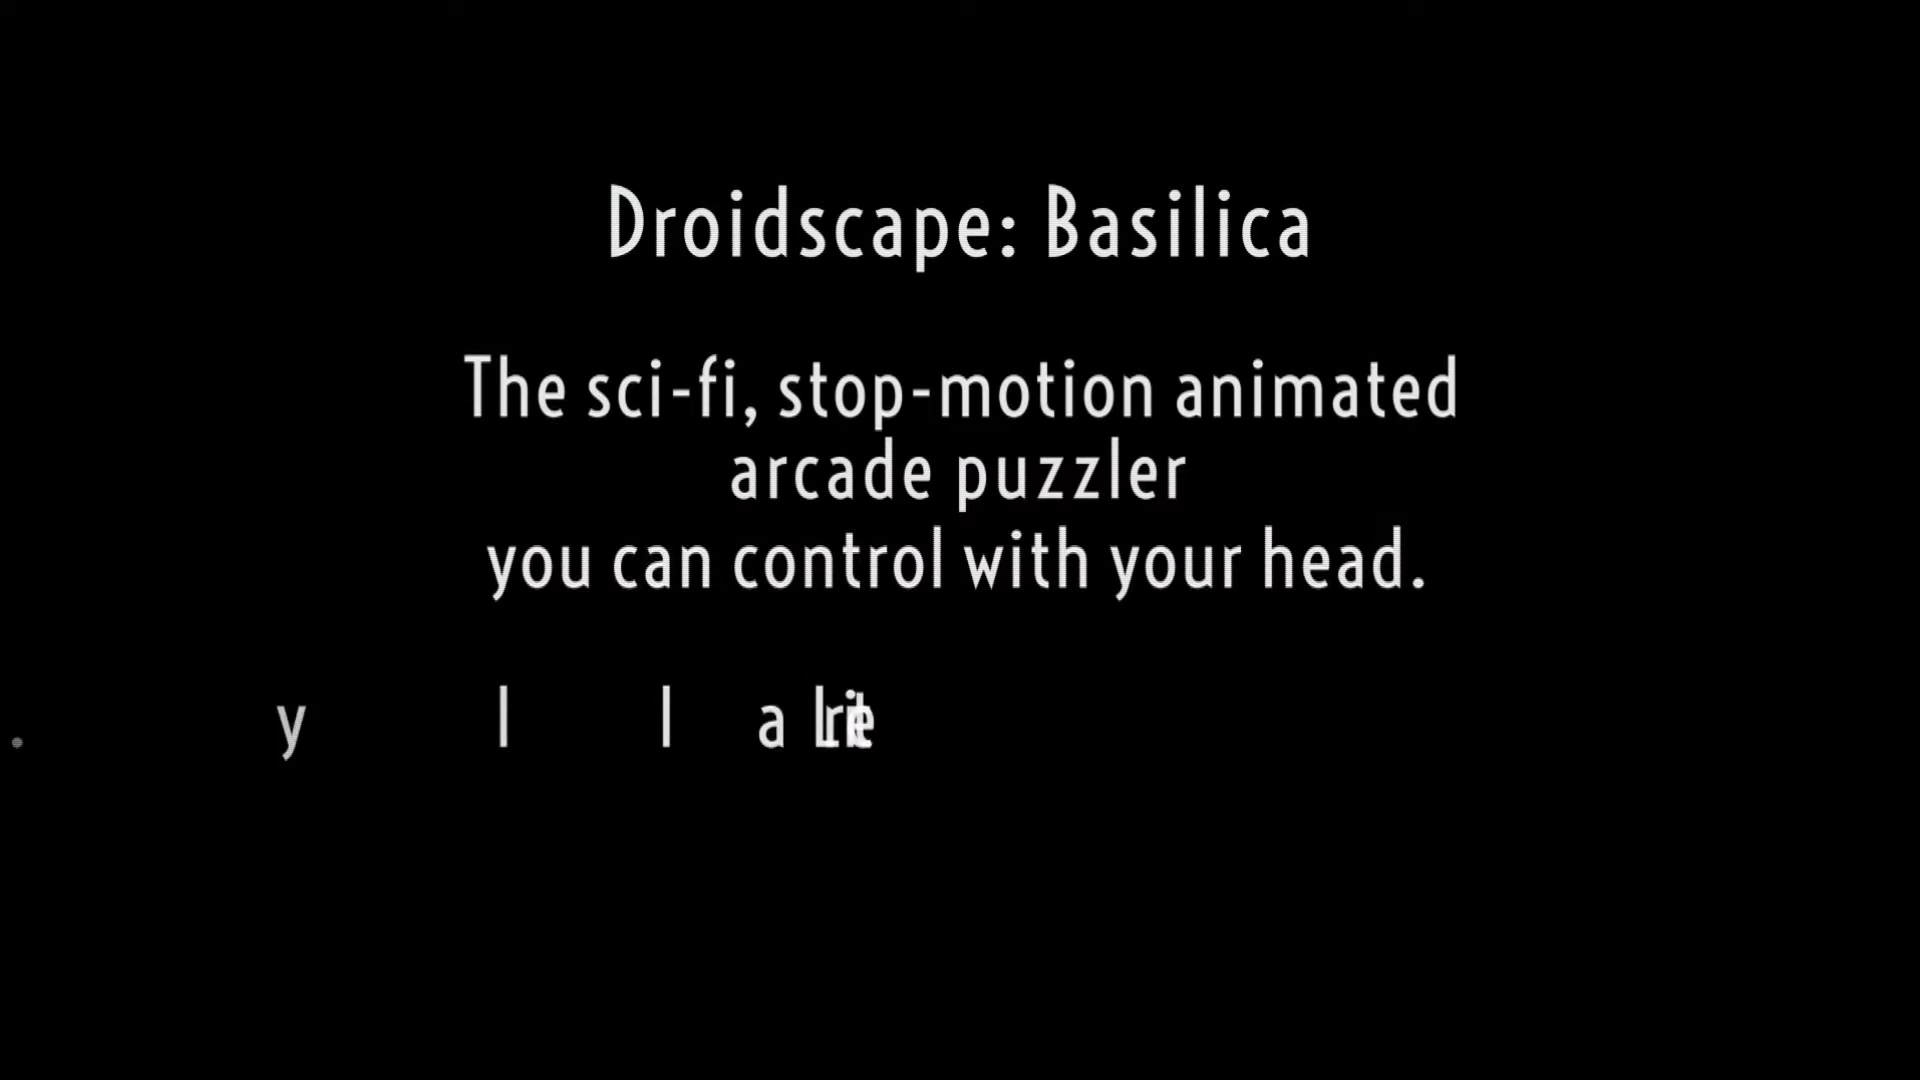 Droidscape: Basilica
The sci-fi, stop-motion animated
arcade puzzler
you can control with your head.